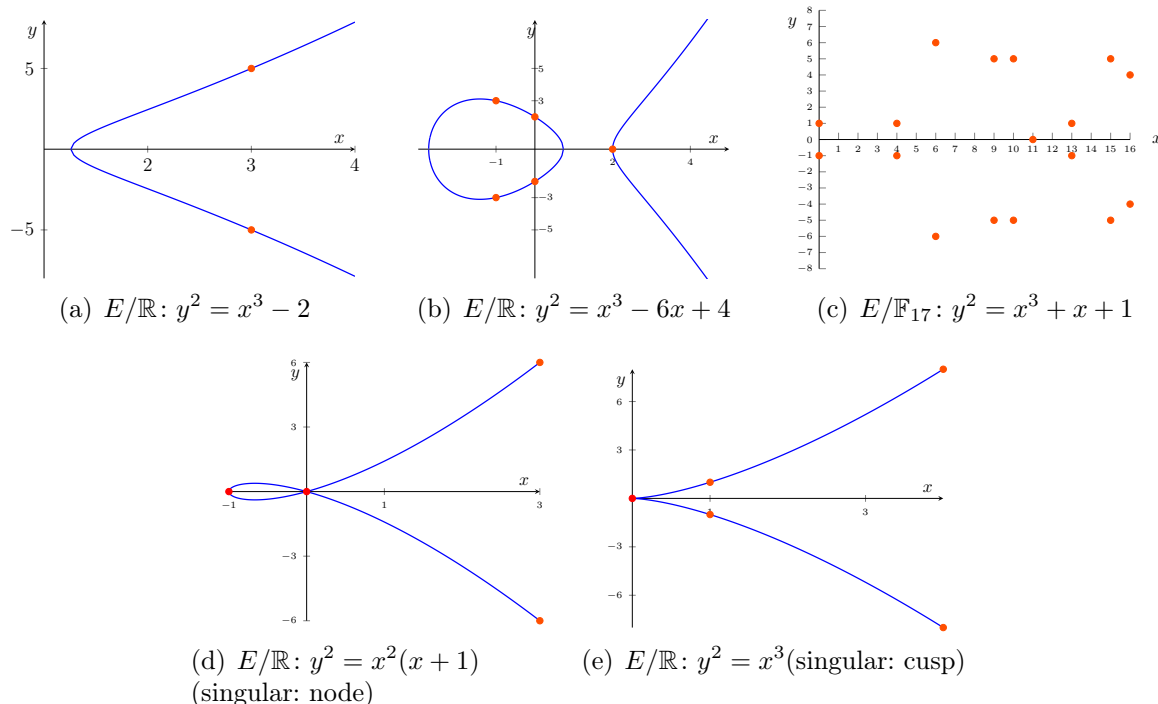 y
5
x
2
3
4
−5
(a) E/ℝ: y² = x³ − 2
y
5
3
x
−1
2
4
−3
−5
(b) E/ℝ: y² = x³ − 6x + 4
y
8
7
6
5
4
3
2
1
0
x
1 2 3 4 5 6 7 8 9 10 11 12 13 14 15 16
−1
−2
−3
−4
−5
−6
−7
−8
(c) E/𝔽₁₇: y² = x³ + x + 1
6
y
3
x
−1
1
3
−3
−6
(d) E/ℝ: y² = x²(x + 1)
(singular: node)
y
6
3
x
1
3
−3
−6
(e) E/ℝ: y² = x³(singular: cusp)